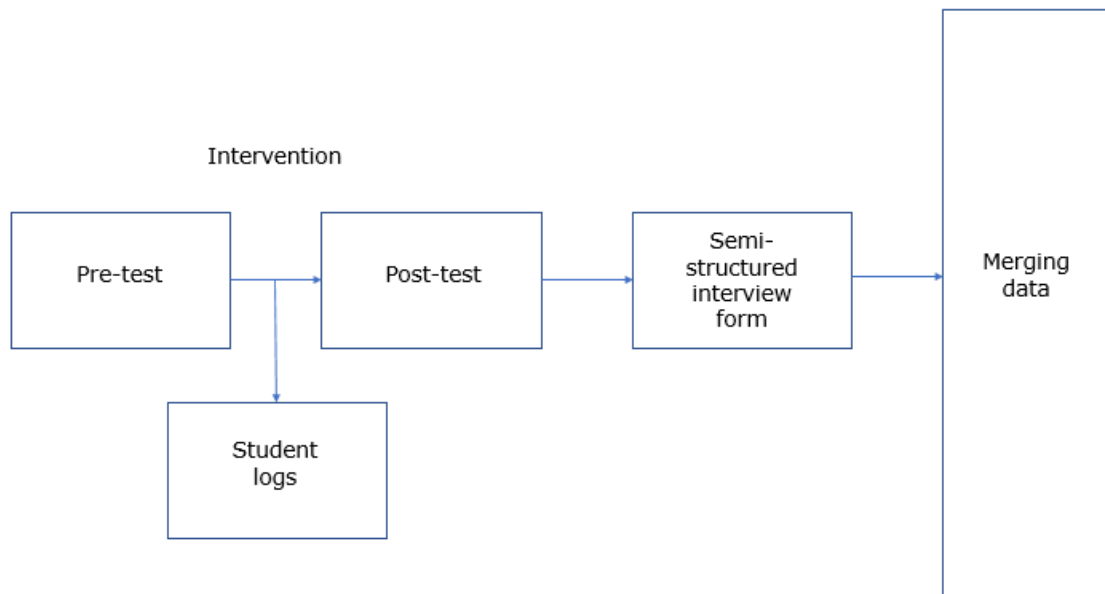 Intervention
Pre-test
Post-test
Semi-
structured
interview
form
Merging
data
Student
logs